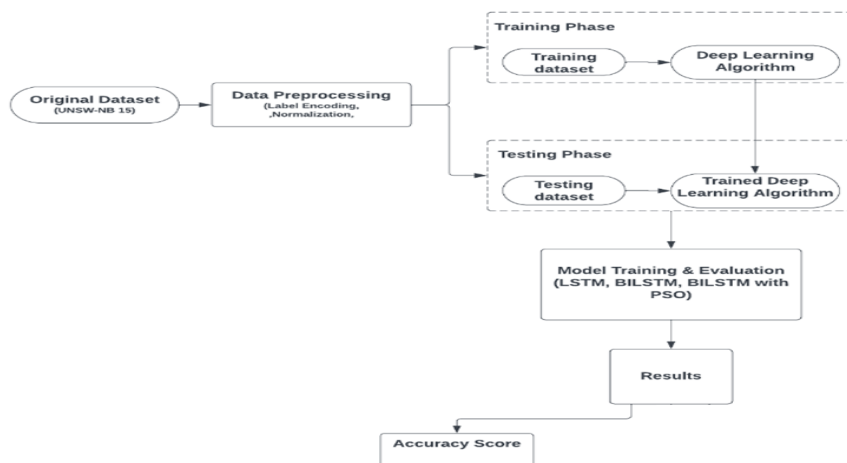 Training Phase
Training
dataset
Deep Learning
Algorithm
Original Dataset
(UNSW-NB 15)
Data Preprocessing
(Label Encoding,
,Normalization,
Testing Phase
Testing
dataset
Trained Deep
Learning Algorithm
Model Training & Evaluation
(LSTM, BILSTM, BILSTM with
PSO)
Results
Accuracy Score